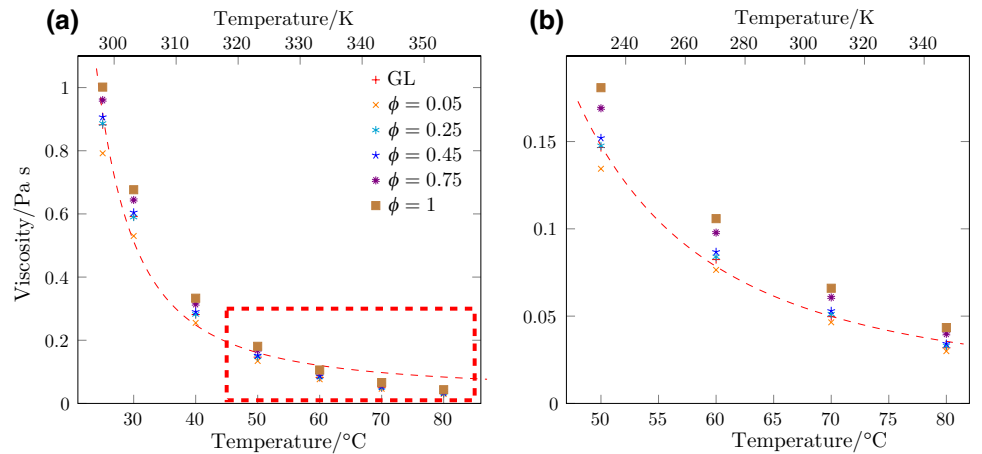 (a)
Temperature/K
300 310 320 330 340 350
1
0.8
0.6
0.4
0.2
0
Viscosity/Pa s
GL
ϕ = 0.05
ϕ = 0.25
ϕ = 0.45
ϕ = 0.75
ϕ = 1
30 40 50 60 70 80
Temperature/°C
(b)
Temperature/K
240 260 280 300 320 340
0.15
0.1
0.05
0
50 55 60 65 70 75 80
Temperature/°C